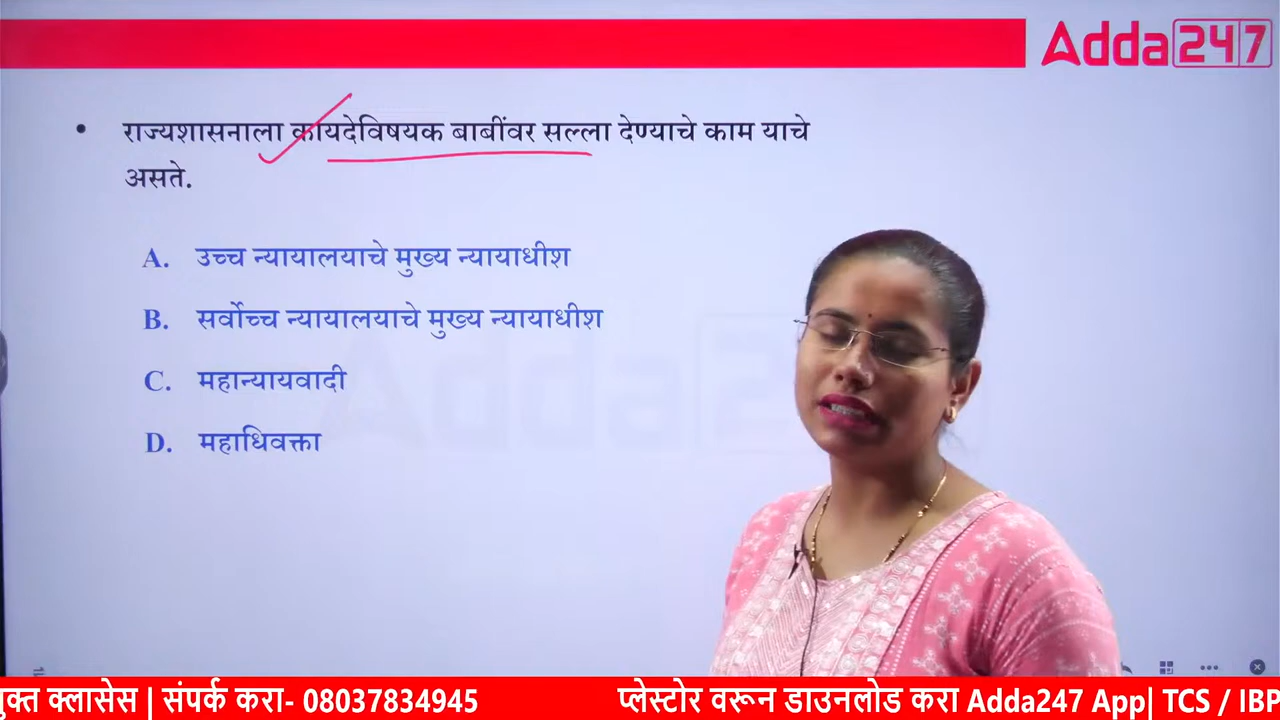 Adda247
• राज्यशासनाला कायदेविषयक बाबींवर सल्ला देण्याचे काम याचे
असते.
A. उच्च न्यायालयाचे मुख्य न्यायाधीश
B. सर्वोच्च न्यायालयाचे मुख्य न्यायाधीश
C. महान्यायवादी
D. महाधिवक्ता
युक्त क्लासेस | संपर्क करा- 08037834945 प्लेस्टोर वरून डाउनलोड करा Adda247 App| TCS / IBP